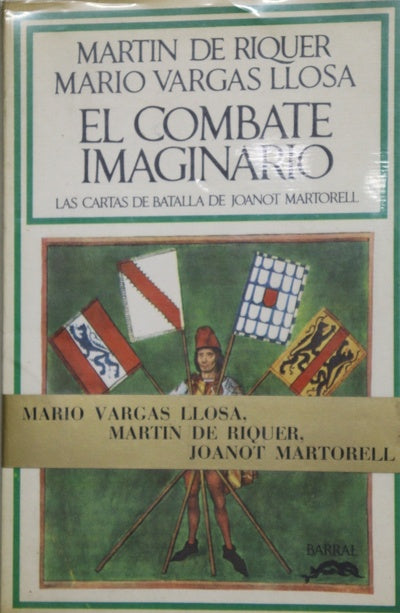 MARTIN DE RIQUER
MARIO VARGAS LLOSA
EL COMBATE
IMAGINARIO
LAS CARTAS DE BATALLA DE JOANOT MARTORELL
MARIO VARGAS LLOSA,
MARTIN DE RIQUER,
JOANOT MARTORELL
BARRAL